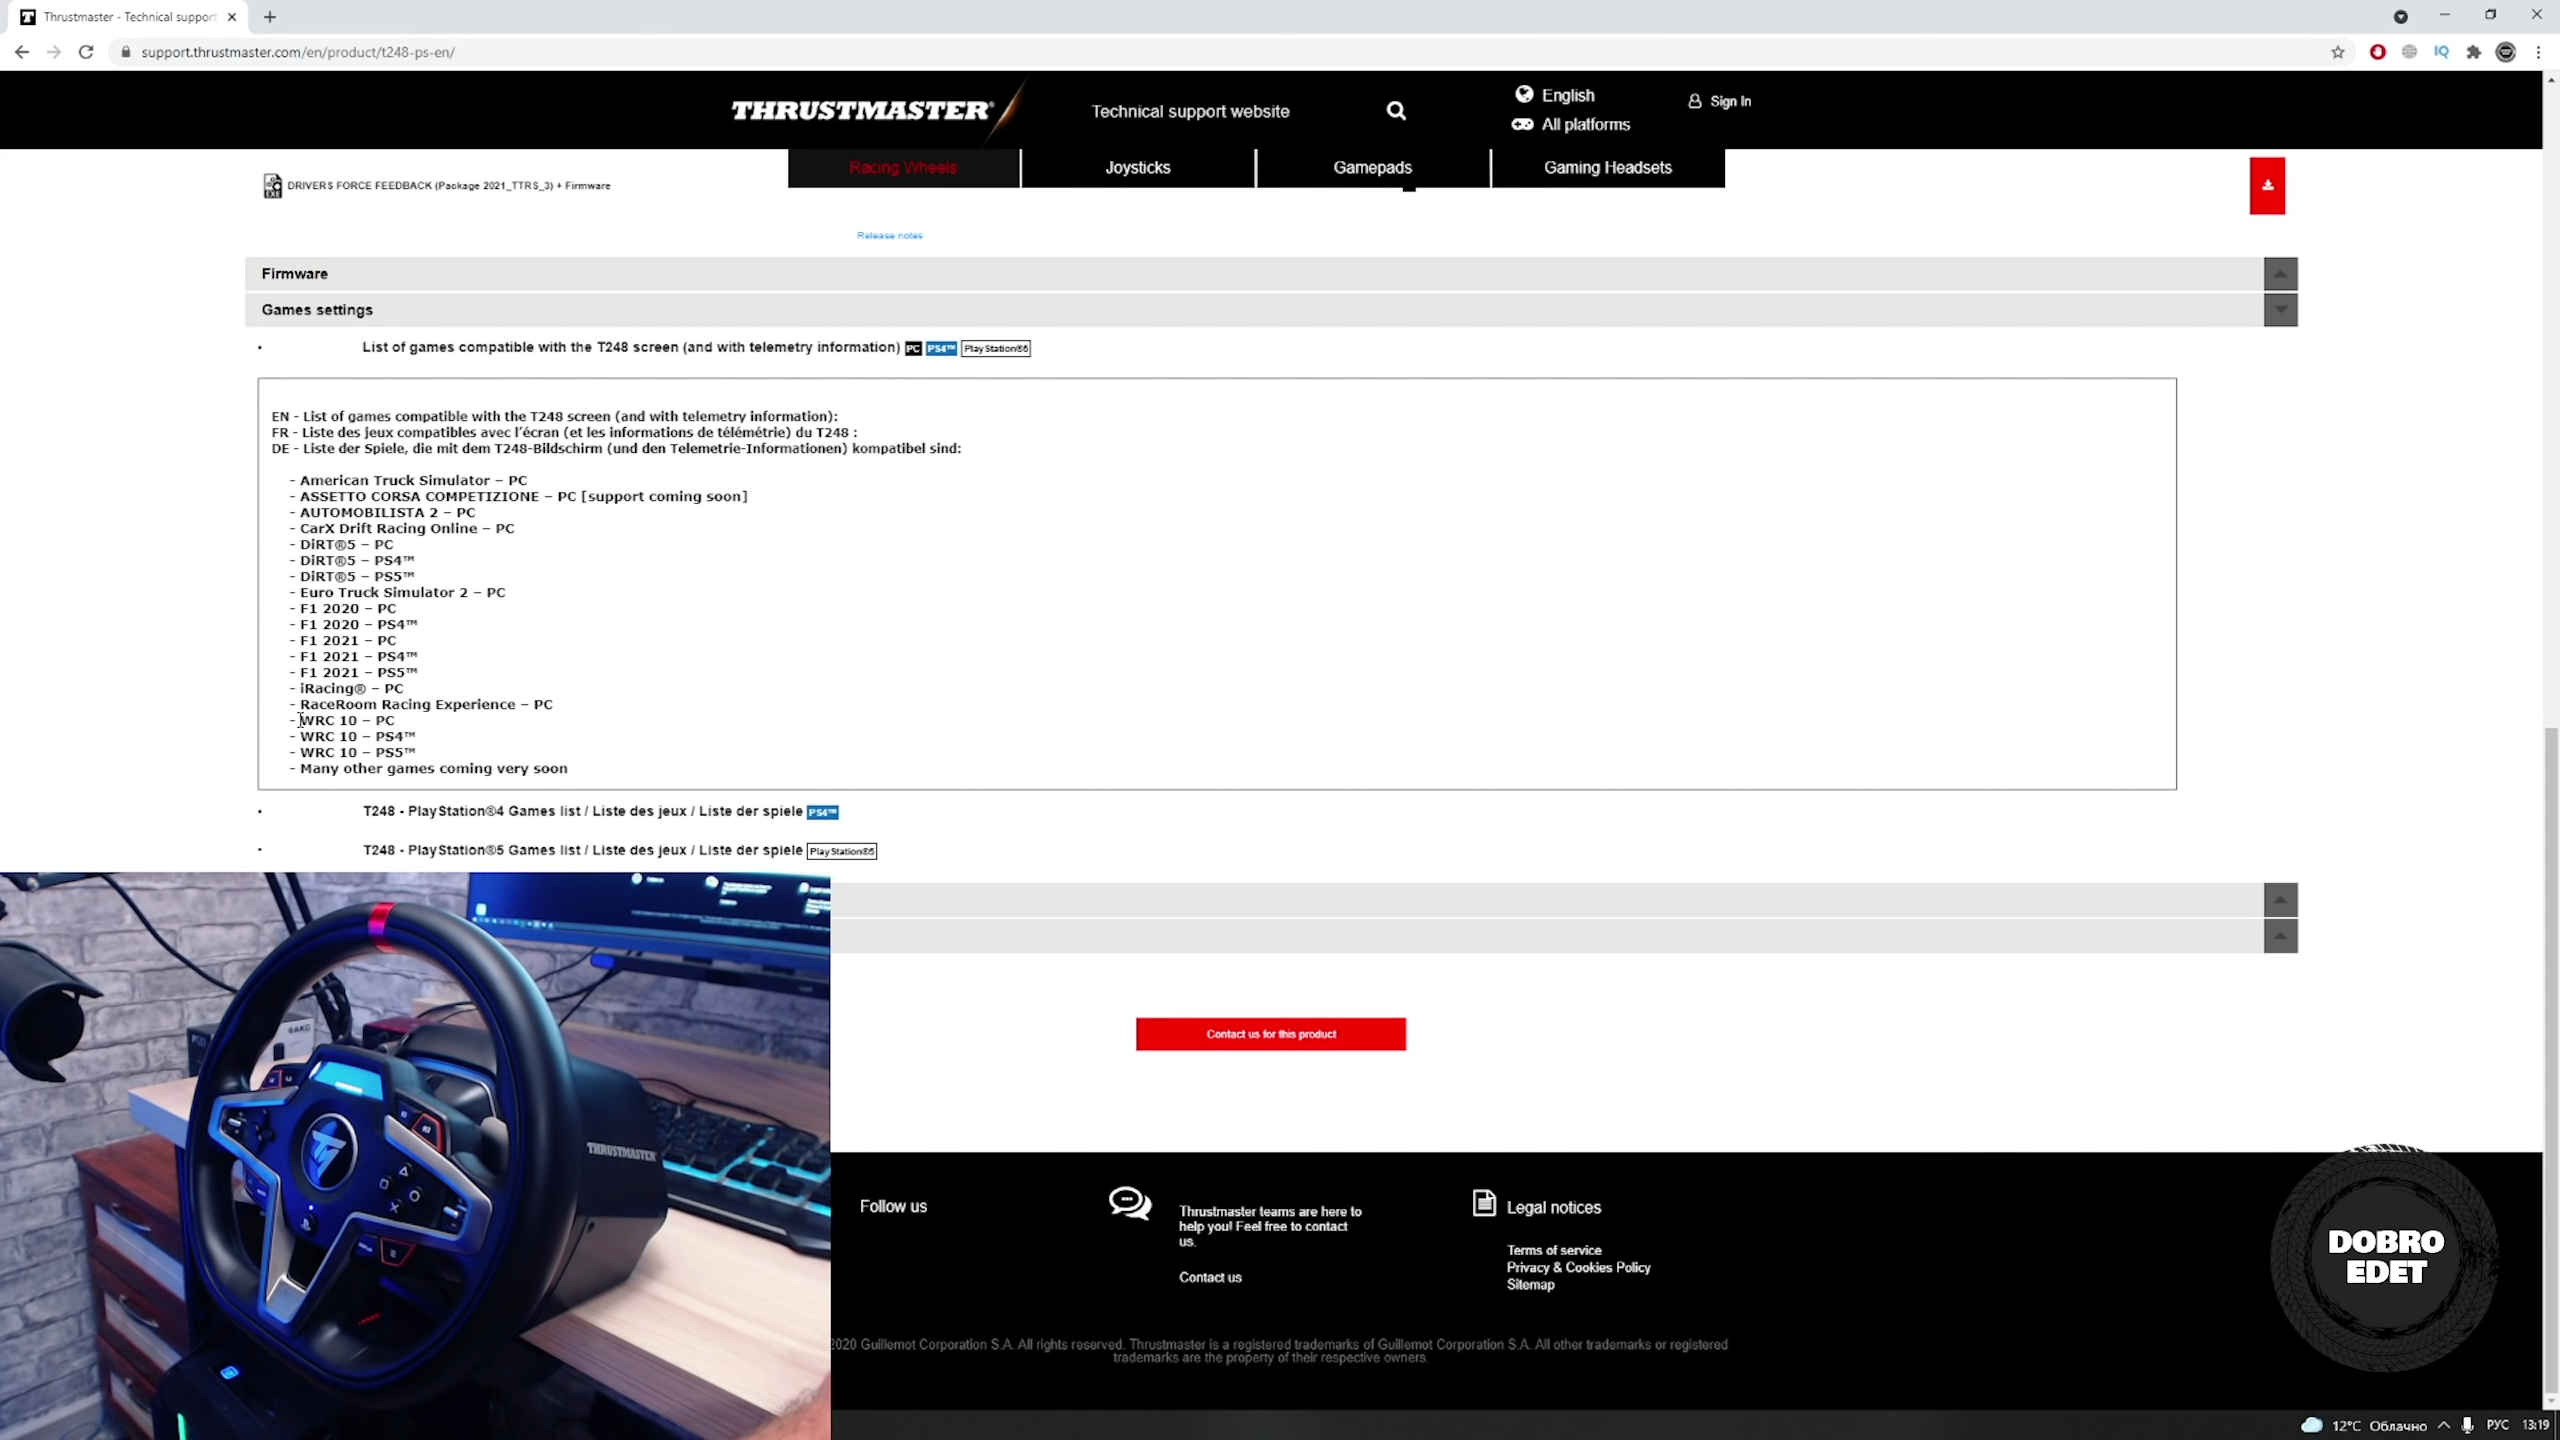 Thrustmaster - Technical support
support.thrustmaster.com/en/product/t248-ps-en/
IQ
THRUSTMASTER
Technical support website
English
All platforms
Sign In
Racing Wheels
Joysticks
Gamepads
Gaming Headsets
DRIVERS FORCE FEEDBACK (Package 2021_TTRS_3) + Firmware
Release notes
Firmware
Games settings
• List of games compatible with the T248 screen (and with telemetry information) PC PS4™ PlayStation®5
EN - List of games compatible with the T248 screen (and with telemetry information):
FR - Liste des jeux compatibles avec l'écran (et les informations de télémétrie) du T248 :
DE - Liste der Spiele, die mit dem T248-Bildschirm (und den Telemetrie-Informationen) kompatibel sind:
- American Truck Simulator – PC
- ASSETTO CORSA COMPETIZIONE – PC [support coming soon]
- AUTOMOBILISTA 2 – PC
- CarX Drift Racing Online – PC
- DiRT®5 – PC
- DiRT®5 – PS4™
- DiRT®5 – PS5™
- Euro Truck Simulator 2 – PC
- F1 2020 – PC
- F1 2020 – PS4™
- F1 2021 – PC
- F1 2021 – PS4™
- F1 2021 – PS5™
- iRacing® – PC
- RaceRoom Racing Experience – PC
- WRC 10 – PC
- WRC 10 – PS4™
- WRC 10 – PS5™
- Many other games coming very soon
• T248 - PlayStation®4 Games list / Liste des jeux / Liste der spiele PS4™
• T248 - PlayStation®5 Games list / Liste des jeux / Liste der spiele PlayStation®5
Contact us for this product
AKG
THRUSTMASTER
Follow us
Thrustmaster teams are here to
help you! Feel free to contact
us.
Contact us
Legal notices
Terms of service
Privacy & Cookies Policy
Sitemap
DOBRO
EDET
2020 Guillemot Corporation S.A. All rights reserved. Thrustmaster is a registered trademarks of Guillemot Corporation S.A. All other trademarks or registered
trademarks are the property of their respective owners.
12°C Облачно
РУС
13:19